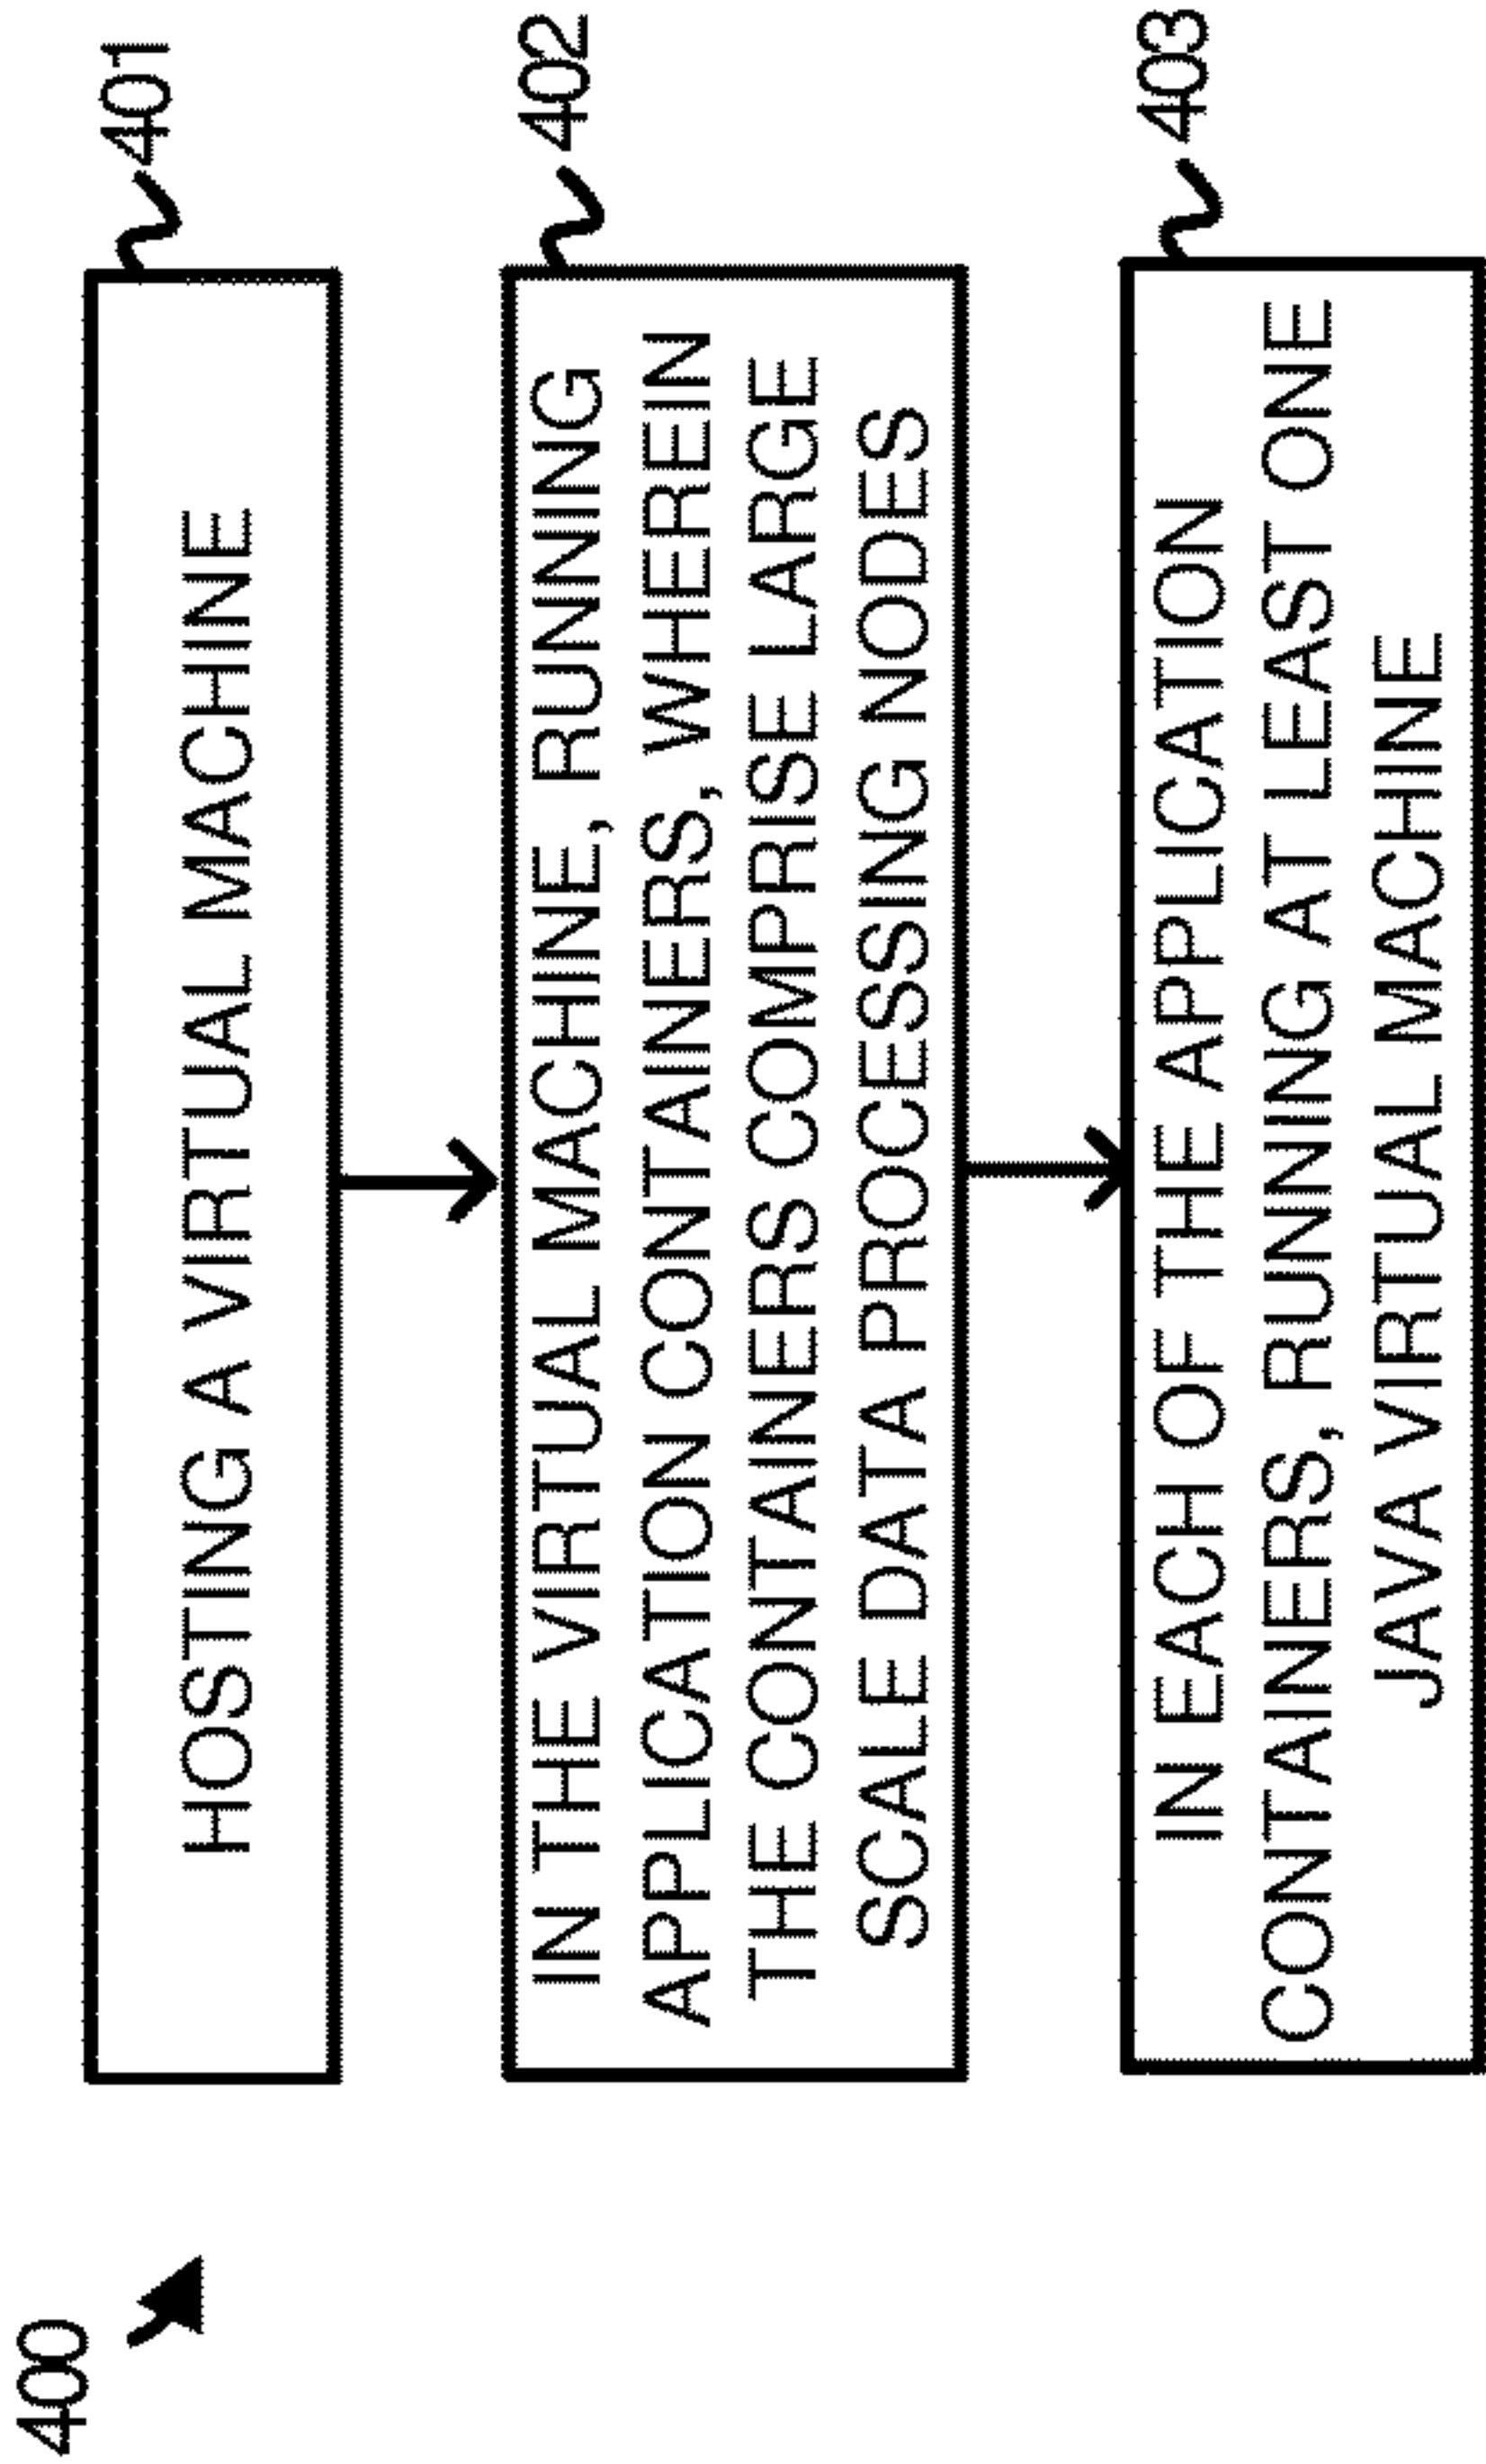 400
401
HOSTING A VIRTUAL MACHINE
402
IN THE VIRTUAL MACHINE, RUNNING
APPLICATION CONTAINERS, WHEREIN
THE CONTAINERS COMPRISE LARGE
SCALE DATA PROCESSING NODES
403
IN EACH OF THE APPLICATION
CONTAINERS, RUNNING AT LEAST ONE
JAVA VIRTUAL MACHINE